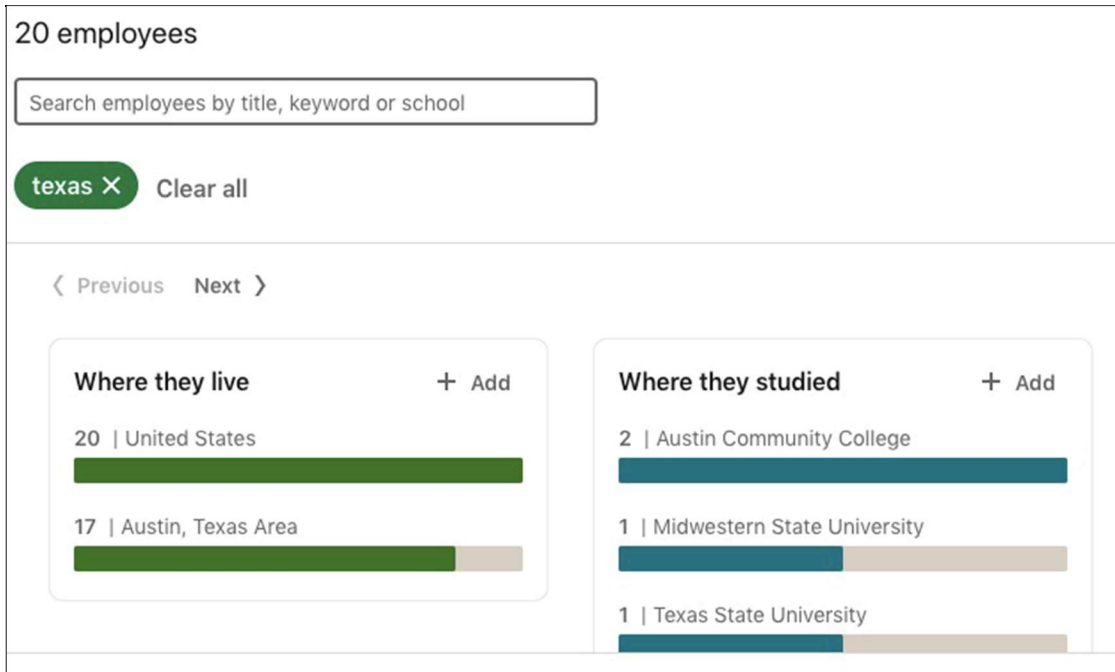 20 employees
Search employees by title, keyword or school
texas ✕ Clear all
Previous Next
Where they live + Add
20 | United States
17 | Austin, Texas Area
Where they studied + Add
2 | Austin Community College
1 | Midwestern State University
1 | Texas State University